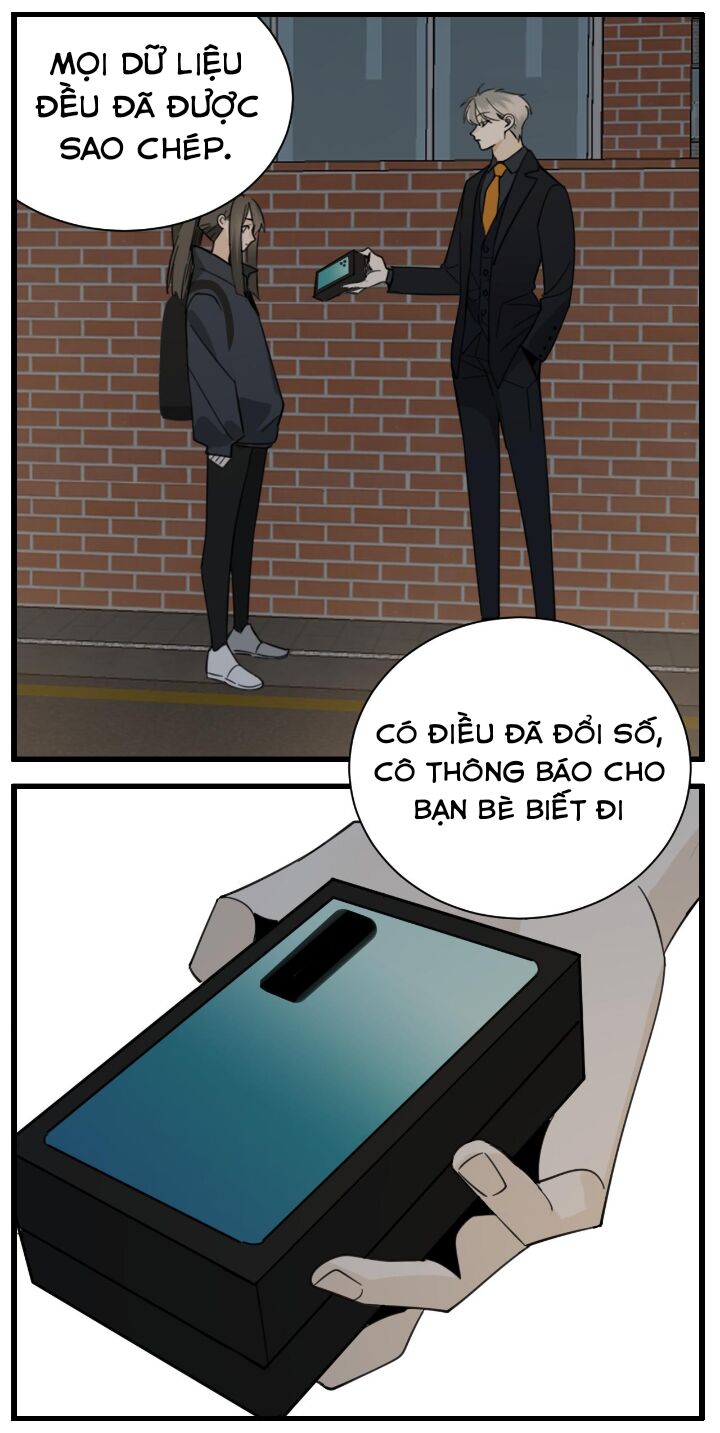 MỌI DỮ LIỆU
ĐỀU ĐÃ ĐƯỢC
SAO CHÉP.
CÓ ĐIỀU ĐÃ ĐỔI SỐ,
CÔ THÔNG BÁO CHO
BẠN BÈ BIẾT ĐI